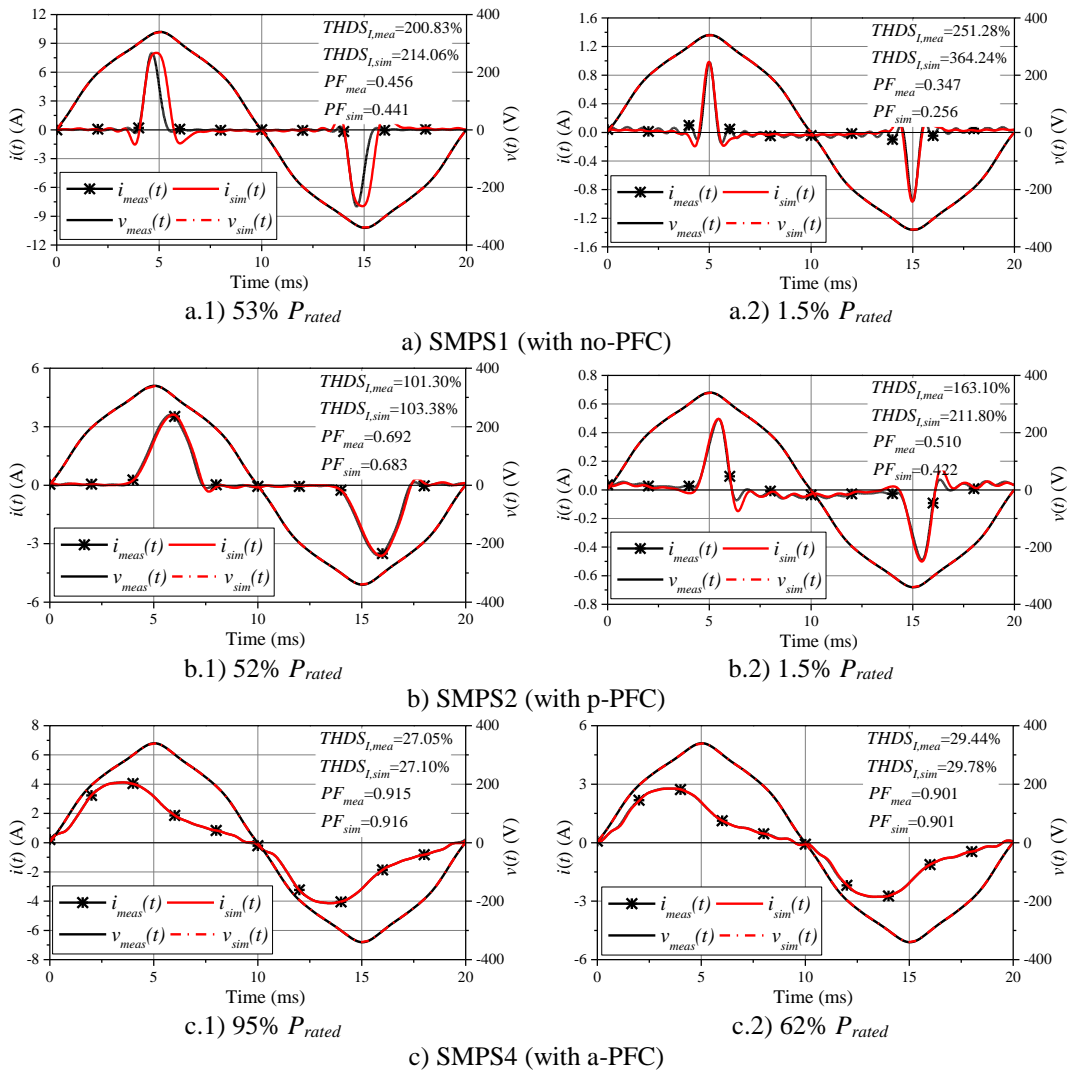 THDS_I,mea=200.83%
THDS_I,sim=214.06%
PF_mea=0.456
PF_sim=0.441
12
9
6
3
0
-3
-6
-9
-12
i(t) (A)
400
200
0
-200
-400
v(t) (V)
i_meas(t) i_sim(t)
v_meas(t) v_sim(t)
0 5 10 15 20
Time (ms)
a.1) 53% P_rated
THDS_I,mea=251.28%
THDS_I,sim=364.24%
PF_mea=0.347
PF_sim=0.256
1.6
1.2
0.8
0.4
0.0
-0.4
-0.8
-1.2
-1.6
i(t) (A)
400
200
0
-200
-400
v(t) (V)
i_meas(t) i_sim(t)
v_meas(t) v_sim(t)
0 5 10 15 20
Time (ms)
a.2) 1.5% P_rated
a) SMPS1 (with no-PFC)
THDS_I,mea=101.30%
THDS_I,sim=103.38%
PF_mea=0.692
PF_sim=0.683
6
3
0
-3
-6
i(t) (A)
400
200
0
-200
-400
v(t) (V)
i_meas(t) i_sim(t)
v_meas(t) v_sim(t)
0 5 10 15 20
Time (ms)
b.1) 52% P_rated
THDS_I,mea=163.10%
THDS_I,sim=211.80%
PF_mea=0.510
PF_sim=0.422
0.8
0.6
0.4
0.2
0.0
-0.2
-0.4
-0.6
-0.8
i(t) (A)
400
200
0
-200
-400
v(t) (V)
i_meas(t) i_sim(t)
v_meas(t) v_sim(t)
0 5 10 15 20
Time (ms)
b.2) 1.5% P_rated
b) SMPS2 (with p-PFC)
THDS_I,mea=27.05%
THDS_I,sim=27.10%
PF_mea=0.915
PF_sim=0.916
8
6
4
2
0
-2
-4
-6
-8
i(t) (A)
400
200
0
-200
-400
v(t) (V)
i_meas(t) i_sim(t)
v_meas(t) v_sim(t)
0 5 10 15 20
Time (ms)
c.1) 95% P_rated
THDS_I,mea=29.44%
THDS_I,sim=29.78%
PF_mea=0.901
PF_sim=0.901
6
3
0
-3
-6
i(t) (A)
400
200
0
-200
-400
v(t) (V)
i_meas(t) i_sim(t)
v_meas(t) v_sim(t)
0 5 10 15 20
Time (ms)
c.2) 62% P_rated
c) SMPS4 (with a-PFC)